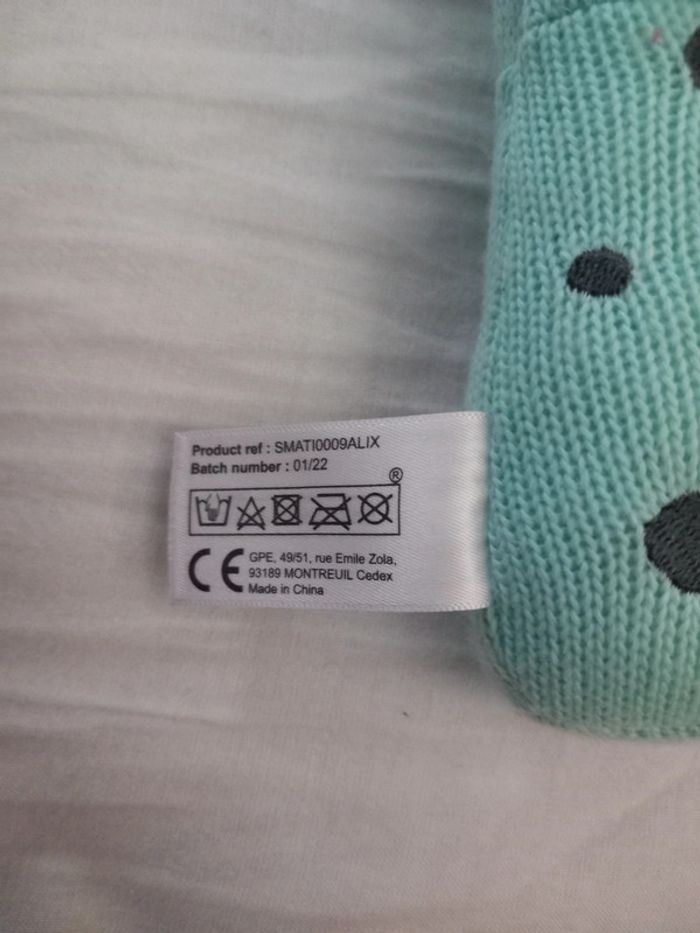 Product ref : SMATI0009ALIX
Batch number : 01/22
®
CE
GPE, 49/51, rue Emile Zola,
93189 MONTREUIL Cedex
Made in China